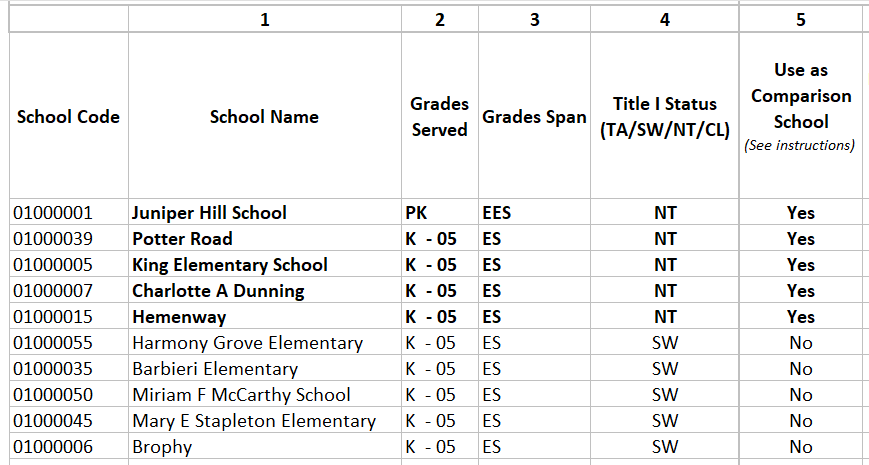 1 2 3 4 5
School Code School Name Grades Served Grades Span Title I Status (TA/SW/NT/CL) Use as Comparison School (See instructions)
01000001 Juniper Hill School PK EES NT Yes
01000039 Potter Road K - 05 ES NT Yes
01000005 King Elementary School K - 05 ES NT Yes
01000007 Charlotte A Dunning K - 05 ES NT Yes
01000015 Hemenway K - 05 ES NT Yes
01000055 Harmony Grove Elementary K - 05 ES SW No
01000035 Barbieri Elementary K - 05 ES SW No
01000050 Miriam F McCarthy School K - 05 ES SW No
01000045 Mary E Stapleton Elementary K - 05 ES SW No
01000006 Brophy K - 05 ES SW No